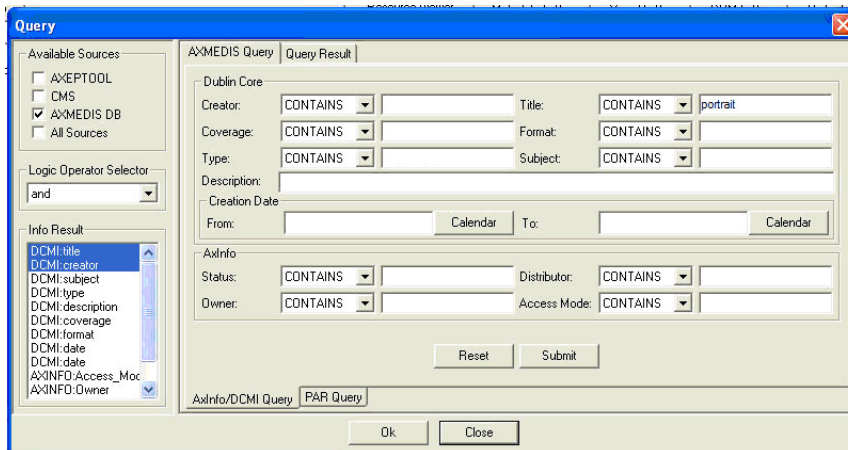 Query
Available Sources
AXEPTOOL
CMS
AXMEDIS DB
All Sources
Logic Operator Selector
and
Info Result
DCMI:title
DCMI:creator
DCMI:subject
DCMI:type
DCMI:description
DCMI:coverage
DCMI:format
DCMI:date
DCMI:date
AXINFO:Access_Moc
AXINFO:Owner
AXMEDIS Query Query Result
Dublin Core
Creator: CONTAINS Title: CONTAINS portrait
Coverage: CONTAINS Format: CONTAINS
Type: CONTAINS Subject: CONTAINS
Description:
Creation Date
From: Calendar To: Calendar
AxInfo
Status: CONTAINS Distributor: CONTAINS
Owner: CONTAINS Access Mode: CONTAINS
Reset Submit
AxInfo/DCMI Query PAR Query
Ok Close